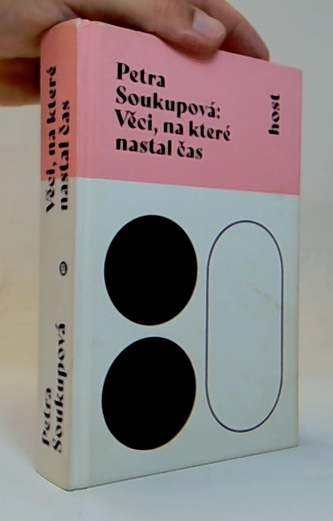 Petra
Soukupová:
Věci, na které
nastal čas
host
Věci, na které
nastal čas
Petra
Soukupová